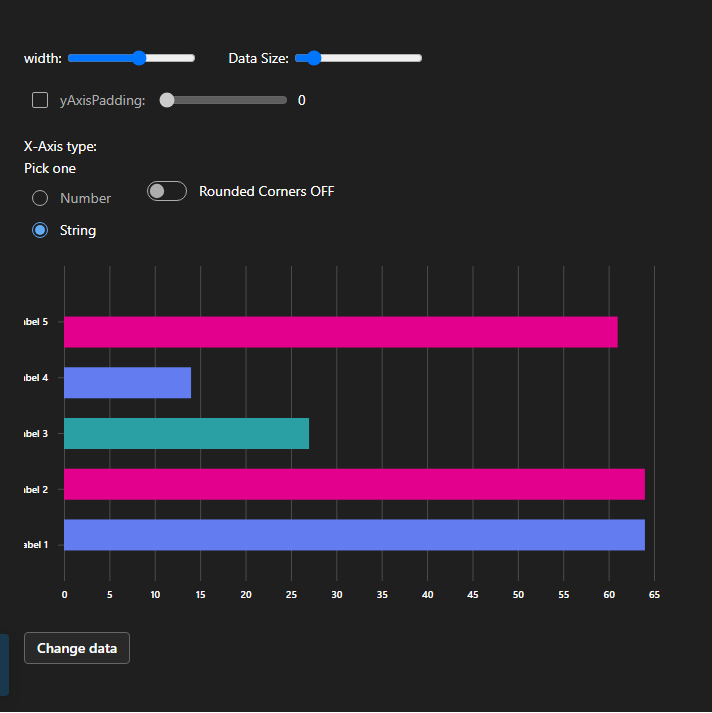 width: Data Size:
yAxisPadding: 0
X-Axis type:
Pick one
Number Rounded Corners OFF
String
abel 5
abel 4
abel 3
abel 2
abel 1
0 5 10 15 20 25 30 35 40 45 50 55 60 65
Change data